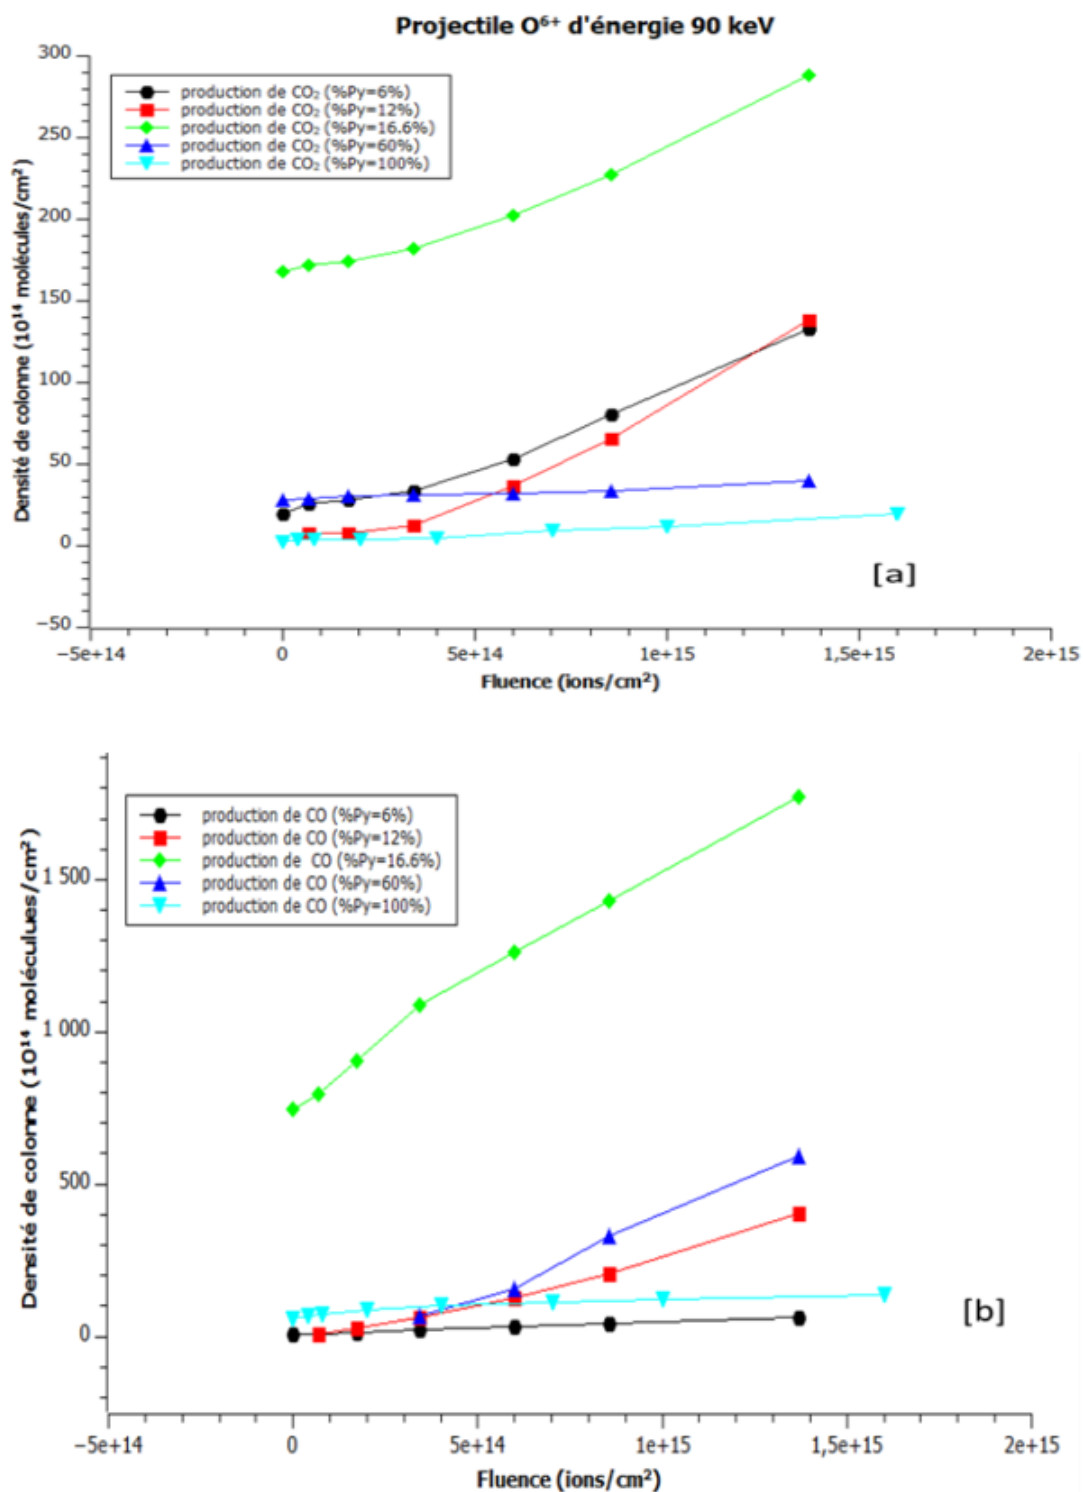 Projectile O⁶⁺ d'énergie 90 keV
300
250
200
150
100
50
0
−50
Densité de colonne (10¹⁴ molécules/cm²)
production de CO₂ (%Py=6%)
production de CO₂ (%Py=12%)
production de CO₂ (%Py=16.6%)
production de CO₂ (%Py=60%)
production de CO₂ (%Py=100%)
[a]
−5e+14 0 5e+14 1e+15 1,5e+15 2e+15
Fluence (ions/cm²)
production de CO (%Py=6%)
production de CO (%Py=12%)
production de CO (%Py=16.6%)
production de CO (%Py=60%)
production de CO (%Py=100%)
1 500
1 000
500
0
Densité de colonne (10¹⁴ moléculues/cm²)
[b]
−5e+14 0 5e+14 1e+15 1,5e+15 2e+15
Fluence (ions/cm²)